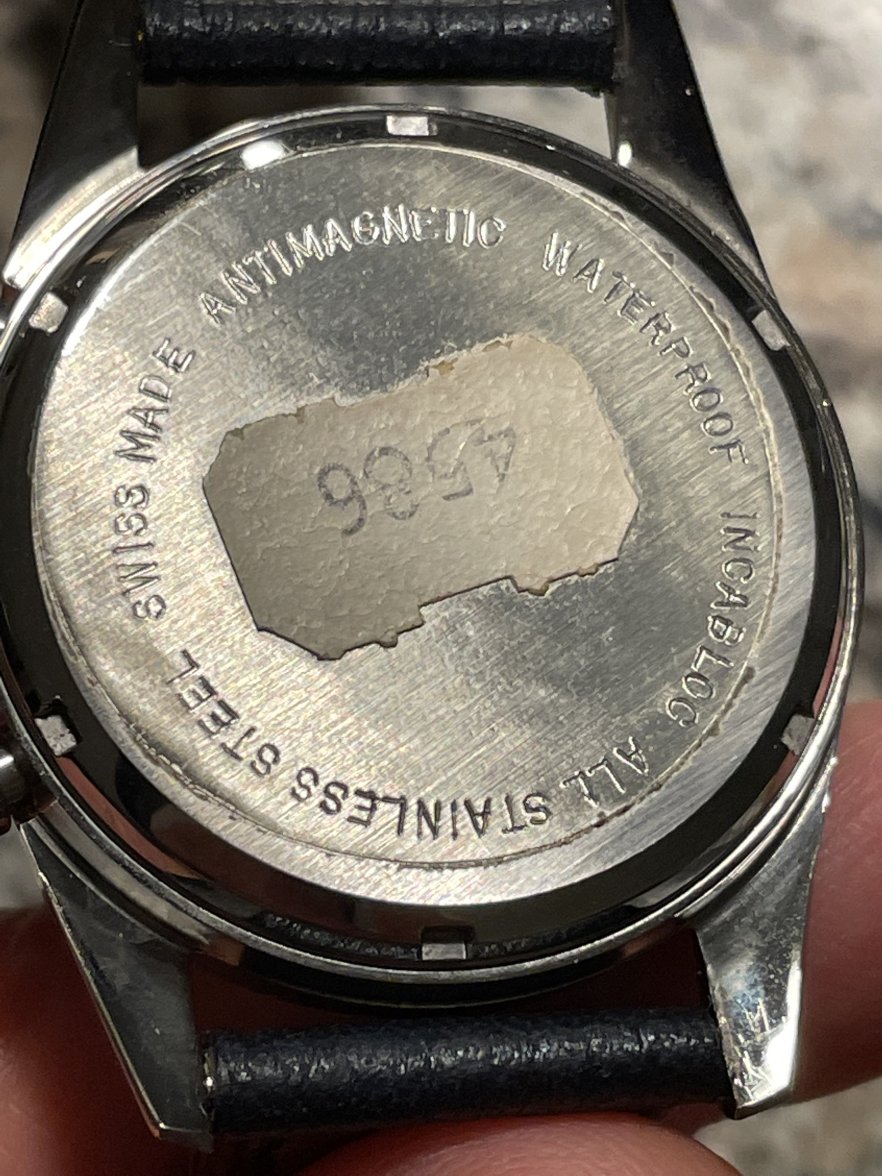 ALL STAINLESS STEEL SWISS MADE ANTIMAGNETIC WATERPROOF INCABLOC
4586